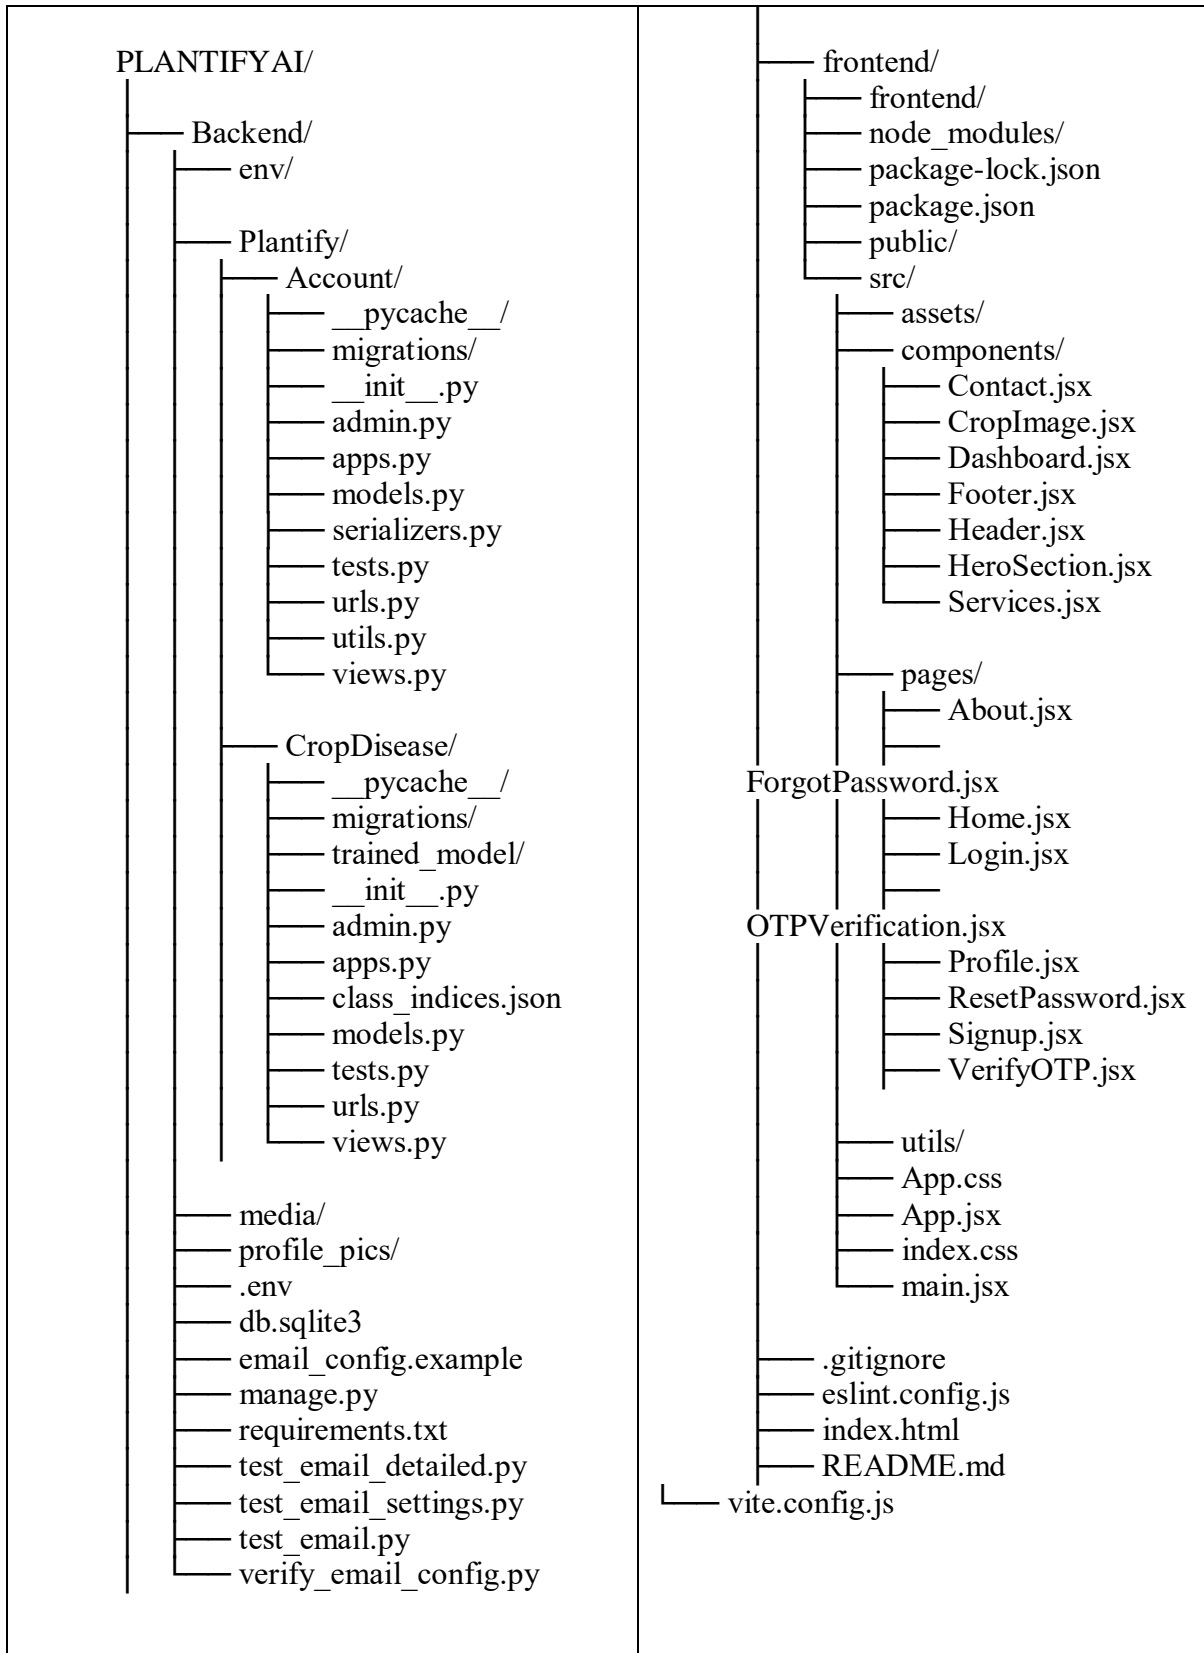 PLANTIFYAI/
Backend/
env/
Plantify/
Account/
__pycache__/
migrations/
__init__.py
admin.py
apps.py
models.py
serializers.py
tests.py
urls.py
utils.py
views.py
CropDisease/
__pycache__/
migrations/
trained_model/
__init__.py
admin.py
apps.py
class_indices.json
models.py
tests.py
urls.py
views.py
media/
profile_pics/
.env
db.sqlite3
email_config.example
manage.py
requirements.txt
test_email_detailed.py
test_email_settings.py
test_email.py
verify_email_config.py
frontend/
frontend/
node_modules/
package-lock.json
package.json
public/
src/
assets/
components/
Contact.jsx
CropImage.jsx
Dashboard.jsx
Footer.jsx
Header.jsx
HeroSection.jsx
Services.jsx
pages/
About.jsx
ForgotPassword.jsx
Home.jsx
Login.jsx
OTPVerification.jsx
Profile.jsx
ResetPassword.jsx
Signup.jsx
VerifyOTP.jsx
utils/
App.css
App.jsx
index.css
main.jsx
.gitignore
eslint.config.js
index.html
README.md
vite.config.js